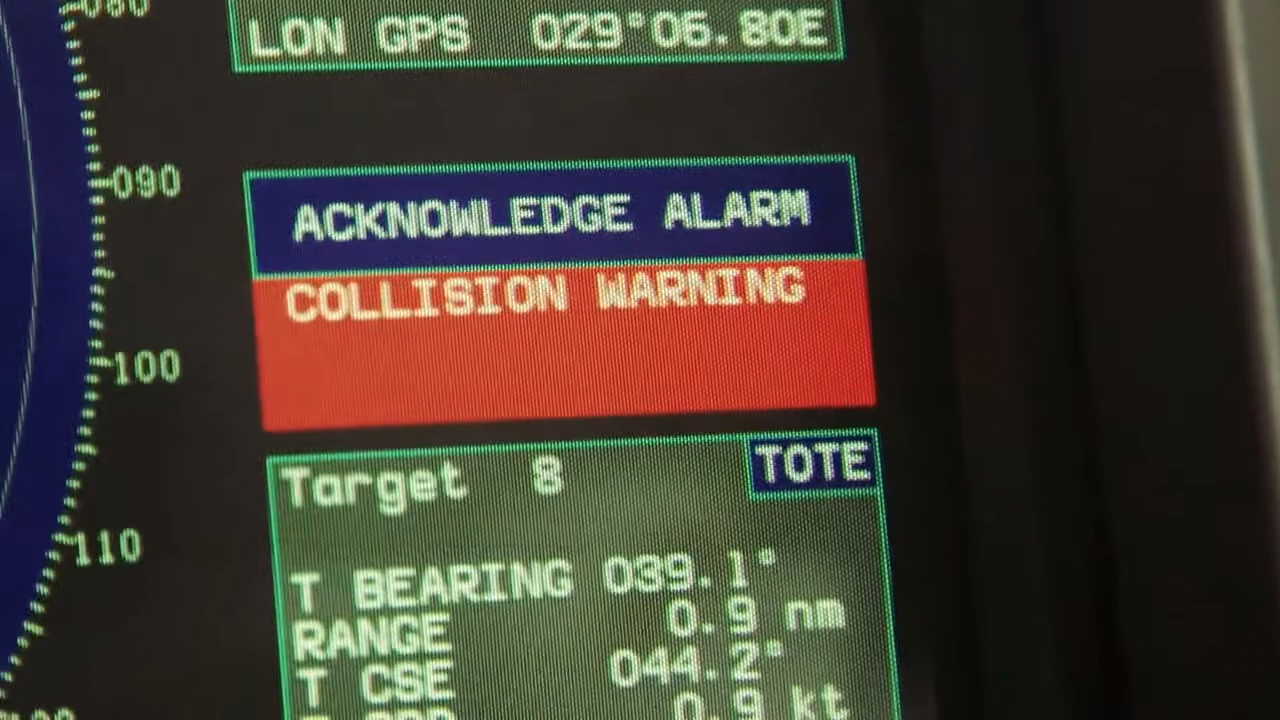 080
LON GPS 029°06.80E
090
ACKNOWLEDGE ALARM
COLLISION WARNING
100
Target 8 TOTE
110
T BEARING 039.1°
RANGE 0.9 nm
T CSE 044.2°
0.9 kt